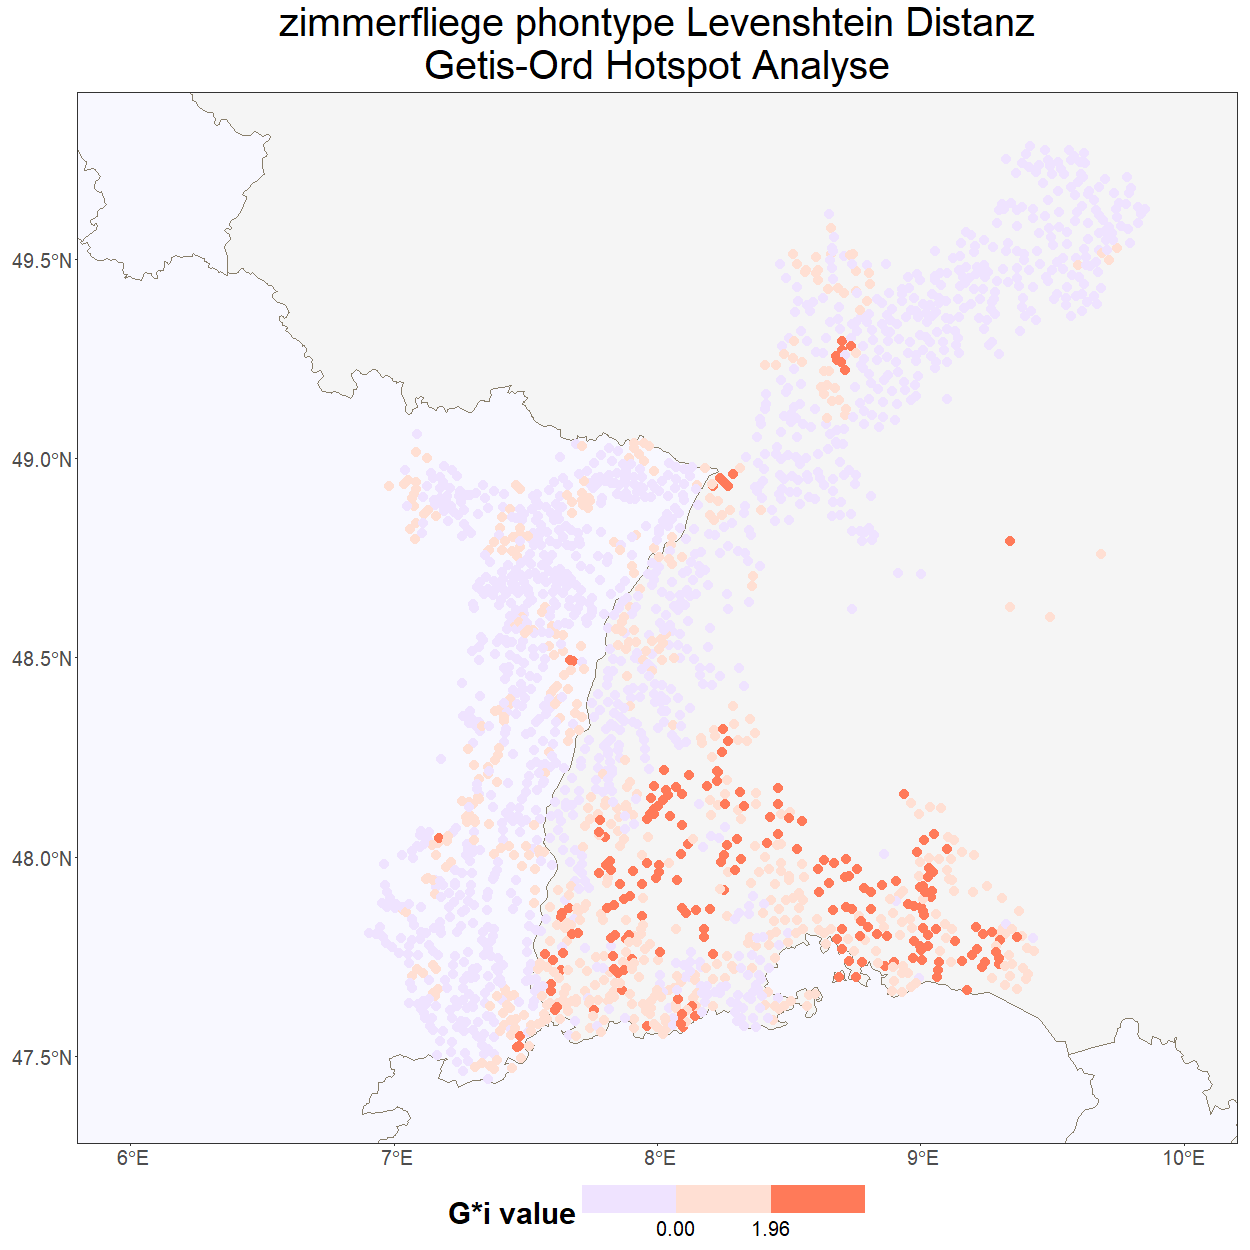 zimmerfliege phontype Levenshtein Distanz
Getis-Ord Hotspot Analyse
49.5°N
49.0°N
48.5°N
48.0°N
47.5°N
6°E 7°E 8°E 9°E 10°E
G*i value
0.00 1.96